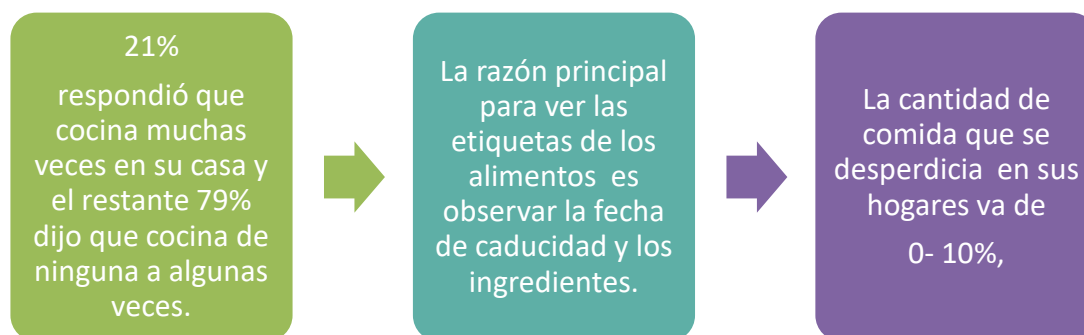 21%
respondió que
cocina muchas
veces en su casa y
el restante 79%
dijo que cocina de
ninguna a algunas
veces.
La razón principal
para ver las
etiquetas de los
alimentos  es
observar la fecha
de caducidad y los
ingredientes.
La cantidad de
comida que se
desperdicia  en sus
hogares va de
0- 10%,